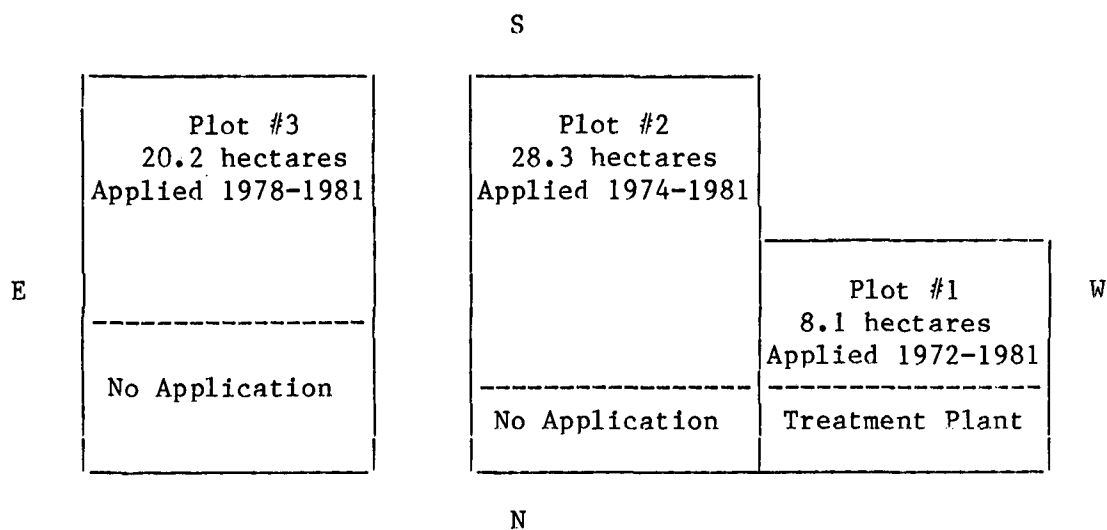 S
Plot #3
20.2 hectares
Applied 1978-1981
No Application
Plot #2
28.3 hectares
Applied 1974-1981
No Application
Plot #1
8.1 hectares
Applied 1972-1981
Treatment Plant
E
W
N